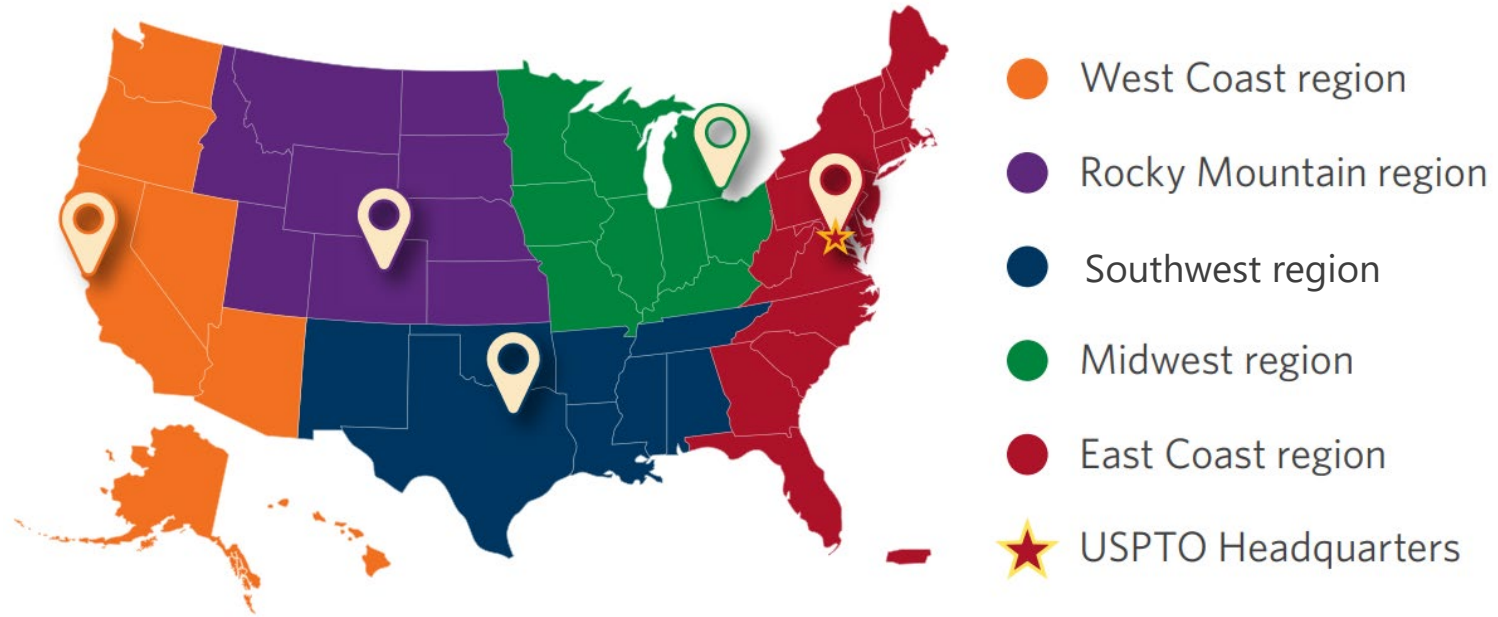 West Coast region
Rocky Mountain region
Southwest region
Midwest region
East Coast region
USPTO Headquarters